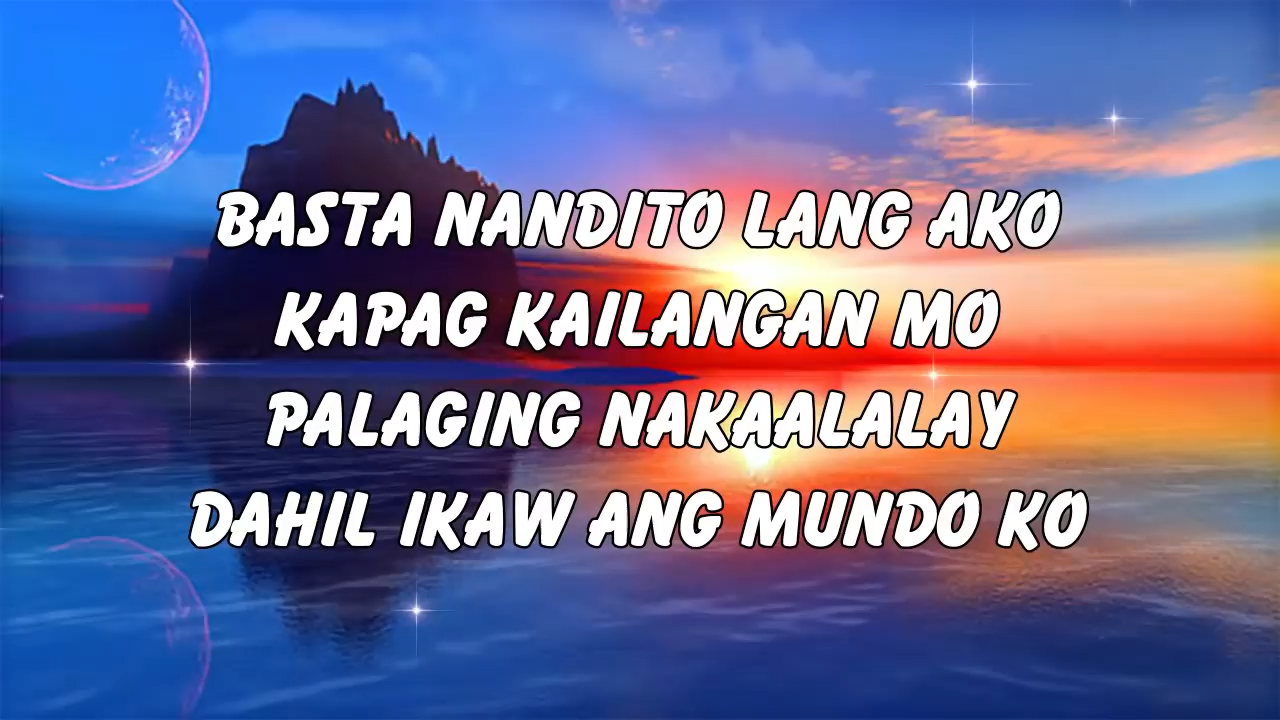 BASTA NANDITO LANG AKO
KAPAG KAILANGAN MO
PALAGING NAKAALALAY
DAHIL IKAW ANG MUNDO KO